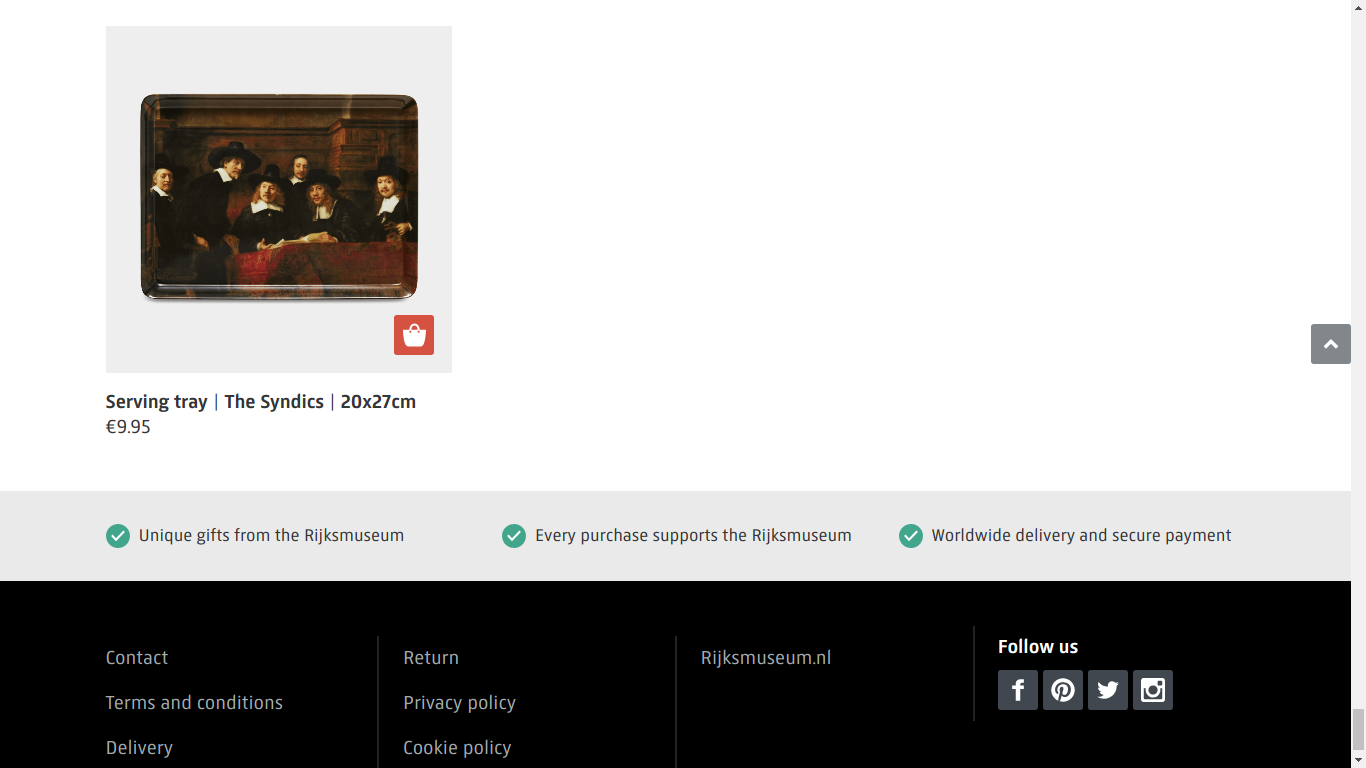 Serving tray | The Syndics | 20x27cm
€9.95
Unique gifts from the Rijksmuseum
Every purchase supports the Rijksmuseum
Worldwide delivery and secure payment
Contact
Terms and conditions
Delivery
Return
Privacy policy
Cookie policy
Rijksmuseum.nl
Follow us